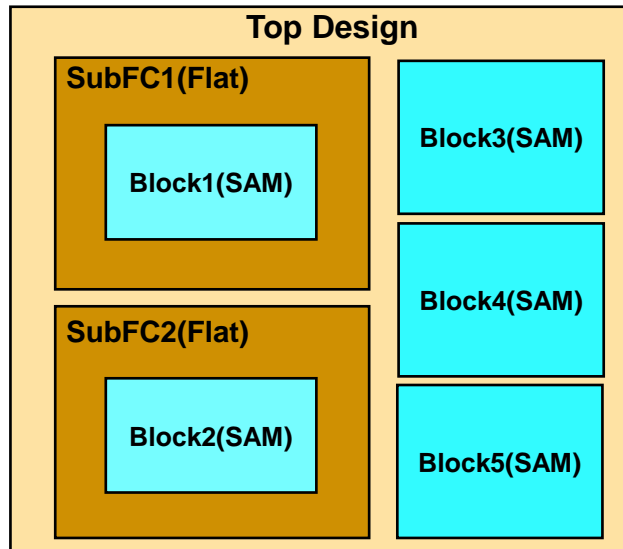 Top Design
SubFC1(Flat)
Block1(SAM)
SubFC2(Flat)
Block2(SAM)
Block3(SAM)
Block4(SAM)
Block5(SAM)